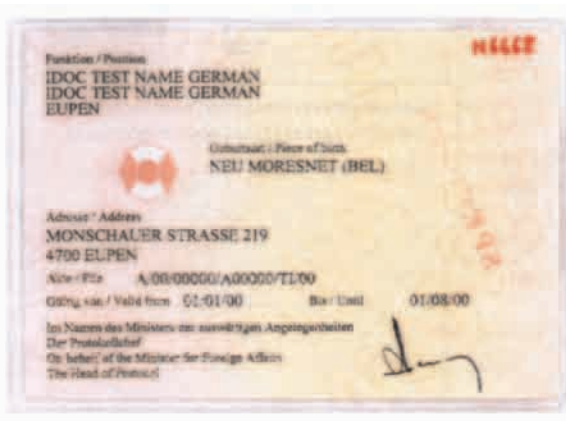 Funktion / Position
IDOC TEST NAME GERMAN
IDOC TEST NAME GERMAN
EUPEN
Geburtsort / Place of birth
NEU MORESNET (BEL)
Adresse / Address
MONSCHAUER STRASSE 219
4700 EUPEN
Akte / File A/00/00000/A00000/TL/00
Gültig von / Valid from 01/01/00 Bis / Until 01/08/00
Im Namen des Ministers der auswärtigen Angelegenheiten
Der Protokollchef
On behalf of the Minister for Foreign Affairs
The Head of Protocol